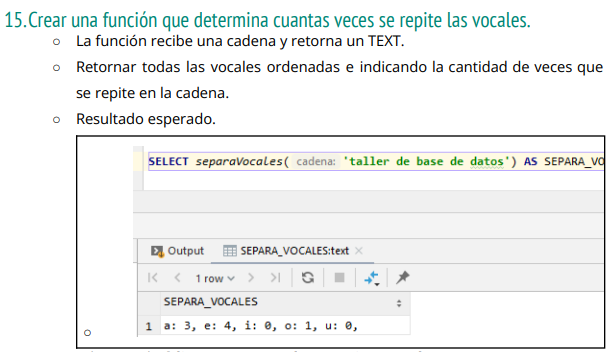 15.Crear una función que determina cuantas veces se repite las vocales.
○ La función recibe una cadena y retorna un TEXT.
○ Retornar todas las vocales ordenadas e indicando la cantidad de veces que
se repite en la cadena.
○ Resultado esperado.
SELECT separaVocales( cadena: 'taller de base de datos') AS SEPARA_VO
Output SEPARA_VOCALES:text
1 row
SEPARA_VOCALES
1 a: 3, e: 4, i: 0, o: 1, u: 0,
○